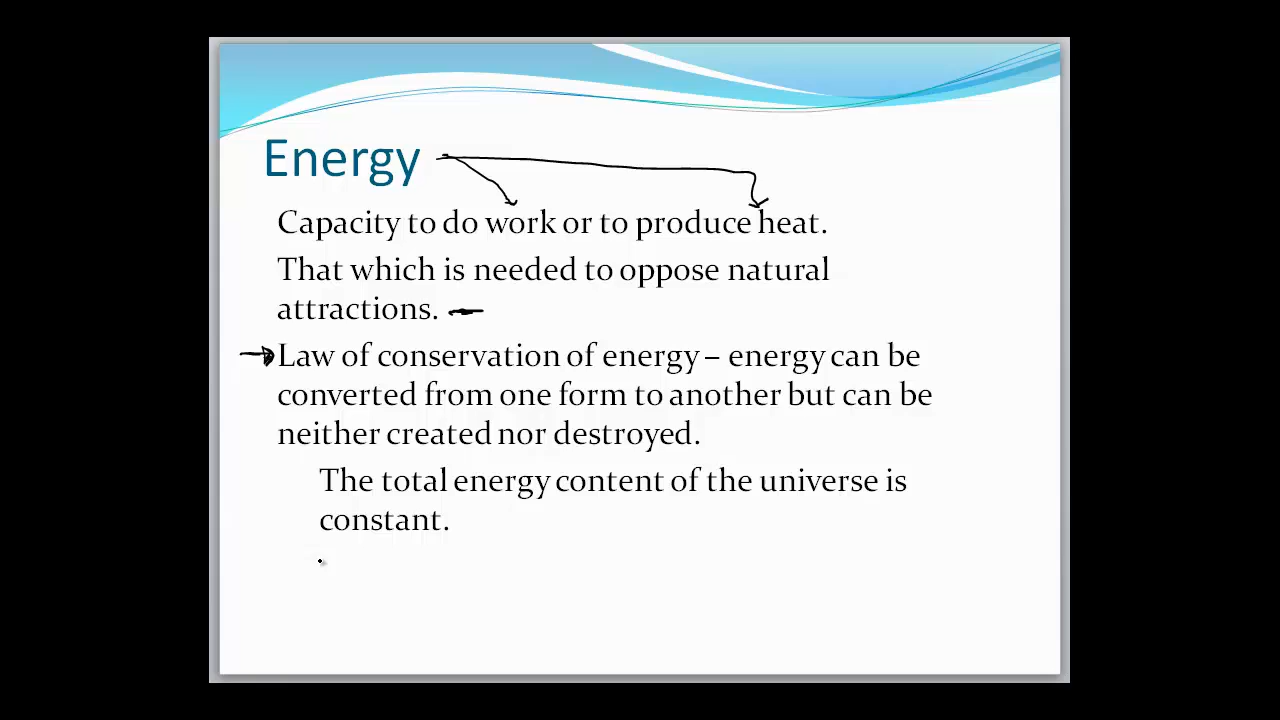 Energy
Capacity to do work or to produce heat.
That which is needed to oppose natural
attractions.
Law of conservation of energy – energy can be
converted from one form to another but can be
neither created nor destroyed.
The total energy content of the universe is
constant.